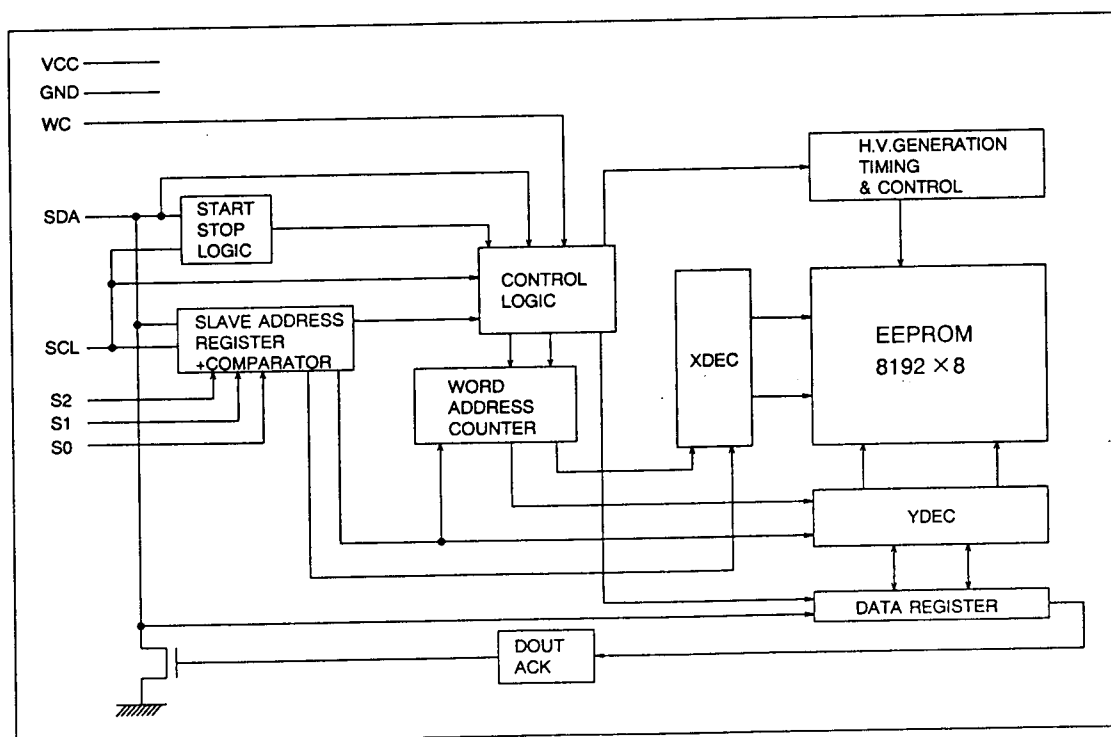 VCC
GND
WC
SDA
SCL
S2
S1
S0
START
STOP
LOGIC
SLAVE ADDRESS
REGISTER
+COMPARATOR
CONTROL
LOGIC
WORD
ADDRESS
COUNTER
H.V.GENERATION
TIMING
& CONTROL
XDEC
EEPROM
8192 ×8
YDEC
DATA REGISTER
DOUT
ACK